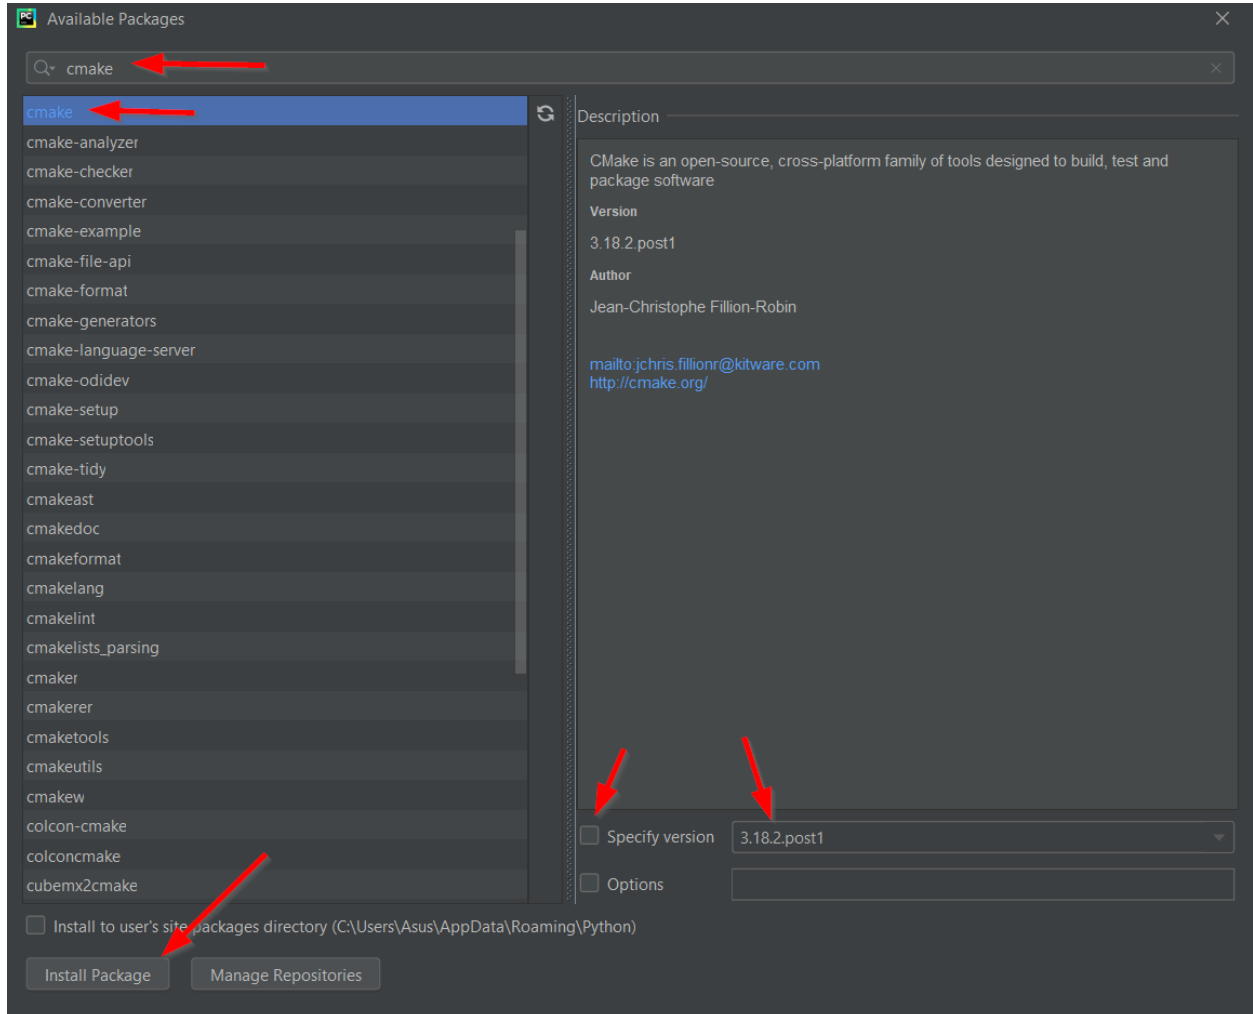 PC
Available Packages
cmake
cmake
cmake-analyzer
cmake-checker
cmake-converter
cmake-example
cmake-file-api
cmake-format
cmake-generators
cmake-language-server
cmake-odidev
cmake-setup
cmake-setuptools
cmake-tidy
cmakeast
cmakedoc
cmakeformat
cmakelang
cmakelint
cmakelists_parsing
cmaker
cmakerer
cmaketools
cmakeutils
cmakew
colcon-cmake
colconcmake
cubemx2cmake
Description
CMake is an open-source, cross-platform family of tools designed to build, test and
package software
Version
3.18.2.post1
Author
Jean-Christophe Fillion-Robin
mailto:jchris.fillionr@kitware.com
http://cmake.org/
Specify version
3.18.2.post1
Options
Install to user's site packages directory (C:\Users\Asus\AppData\Roaming\Python)
Install Package
Manage Repositories